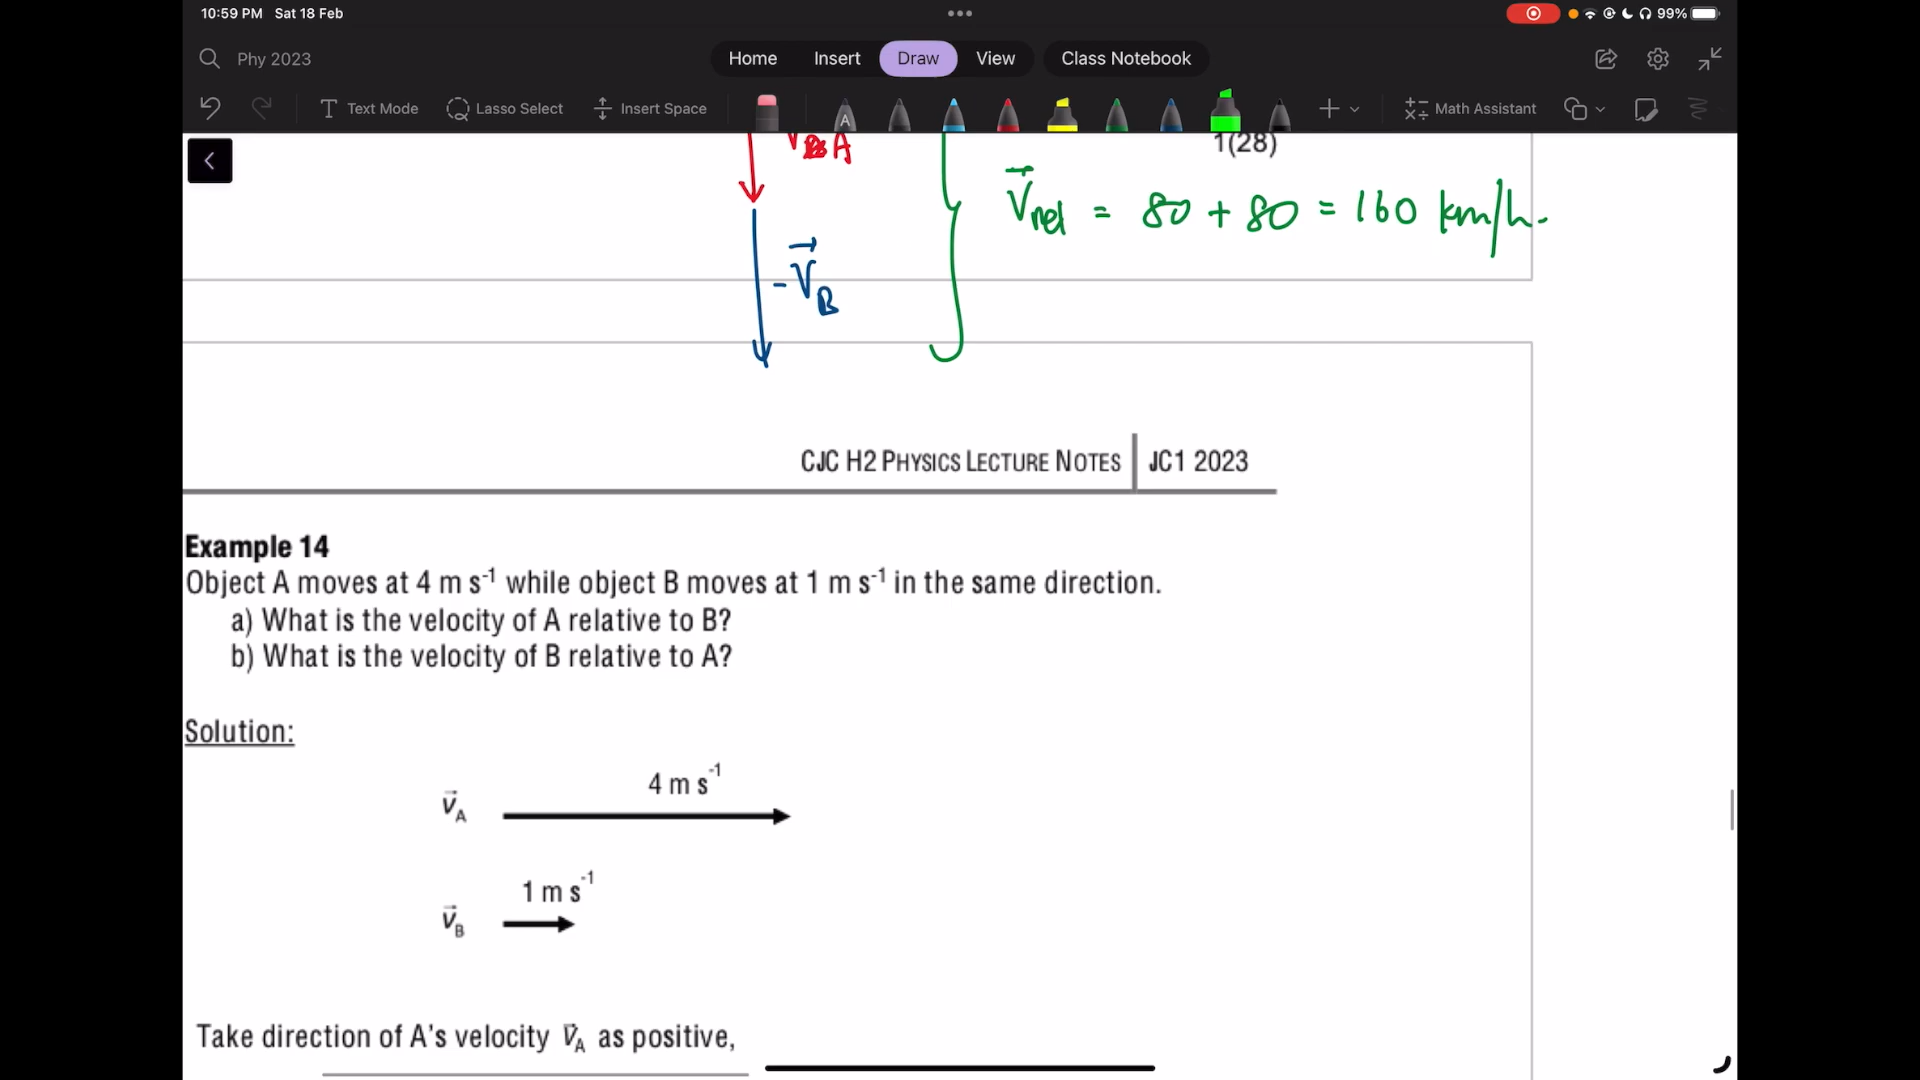 10:59 PM Sat 18 Feb
99%
Phy 2023
Home Insert Draw View Class Notebook
Text Mode Lasso Select Insert Space A Math Assistant
A 1(28)
V⃗rel = 80 + 80 = 160 km/h.
-V⃗B
CJC H2 PHYSICS LECTURE NOTES JC1 2023
Example 14
Object A moves at 4 m s⁻¹ while object B moves at 1 m s⁻¹ in the same direction.
a) What is the velocity of A relative to B?
b) What is the velocity of B relative to A?
Solution:
4 m s⁻¹
v⃗A
1 m s⁻¹
v⃗B
Take direction of A's velocity v⃗A as positive,